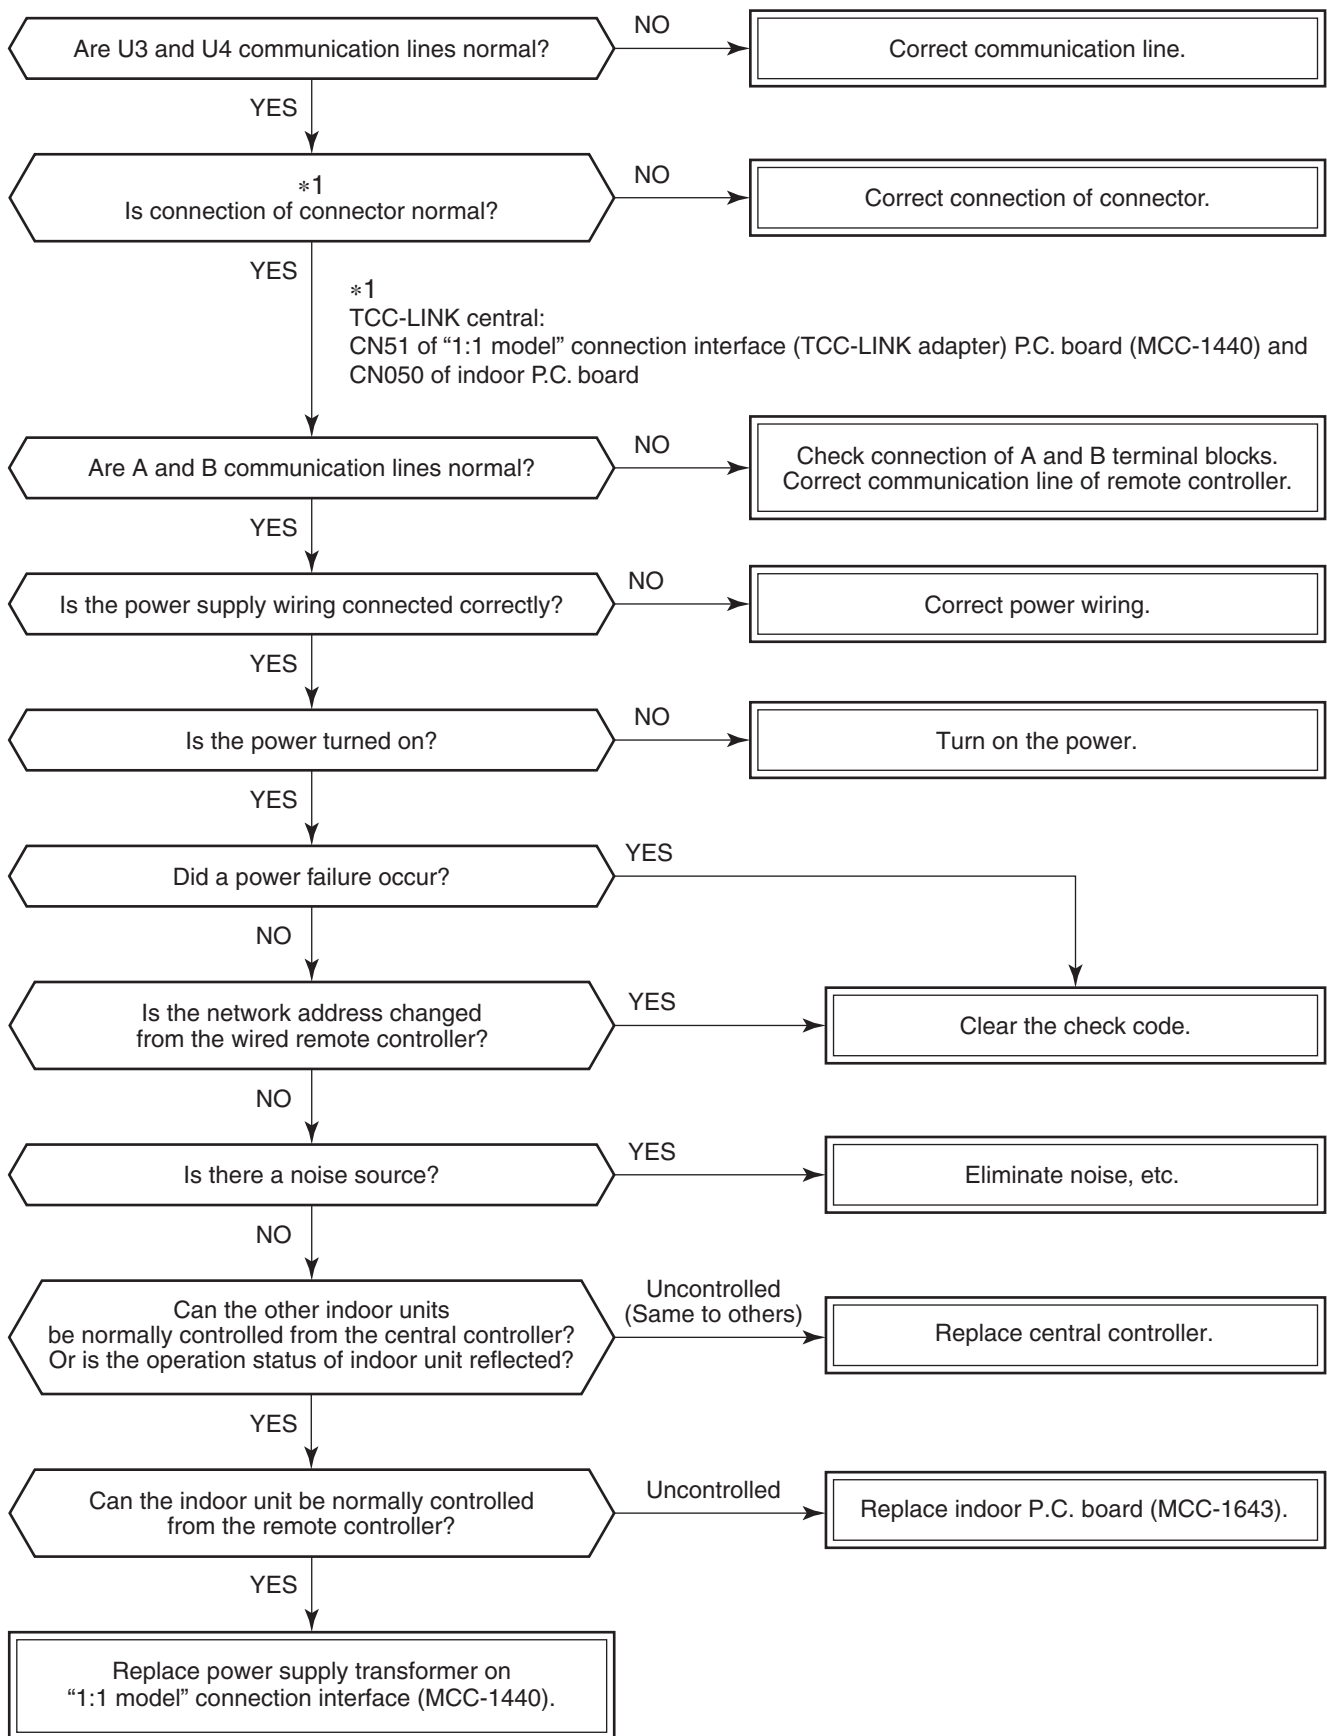 Are U3 and U4 communication lines normal?
NO
Correct communication line.
YES
*1
Is connection of connector normal?
NO
Correct connection of connector.
YES
*1
TCC-LINK central:
CN51 of “1:1 model” connection interface (TCC-LINK adapter) P.C. board (MCC-1440) and
CN050 of indoor P.C. board
Are A and B communication lines normal?
NO
Check connection of A and B terminal blocks.
Correct communication line of remote controller.
YES
Is the power supply wiring connected correctly?
NO
Correct power wiring.
YES
Is the power turned on?
NO
Turn on the power.
YES
Did a power failure occur?
YES
NO
Is the network address changed
from the wired remote controller?
YES
Clear the check code.
NO
Is there a noise source?
YES
Eliminate noise, etc.
NO
Can the other indoor units
be normally controlled from the central controller?
Or is the operation status of indoor unit reflected?
Uncontrolled
(Same to others)
Replace central controller.
YES
Can the indoor unit be normally controlled
from the remote controller?
Uncontrolled
Replace indoor P.C. board (MCC-1643).
YES
Replace power supply transformer on
“1:1 model” connection interface (MCC-1440).